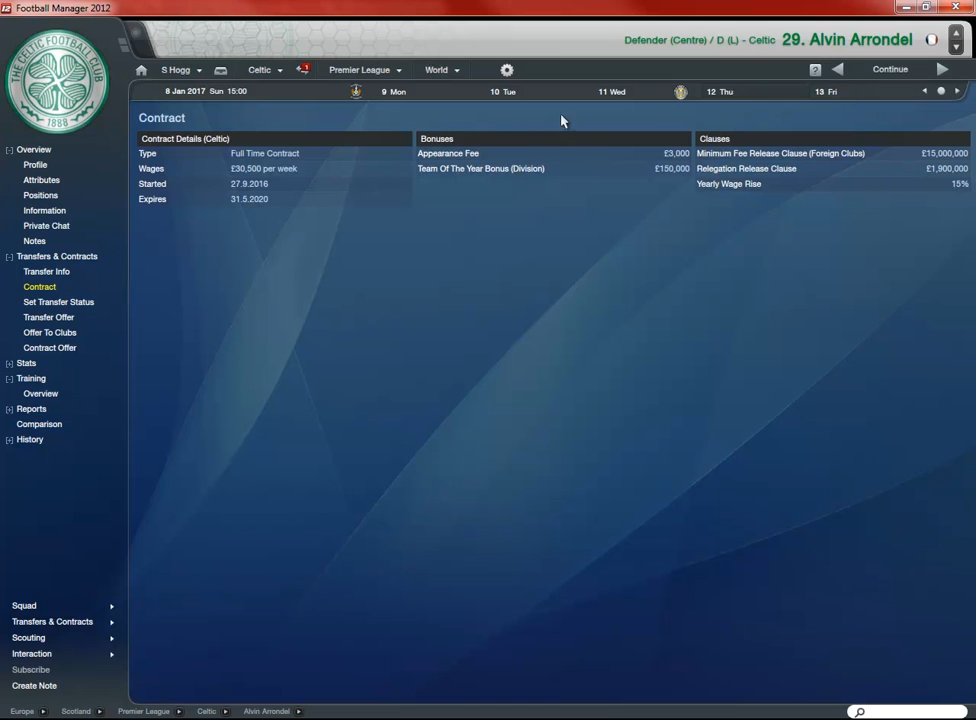 Football Manager 2012
THE CELTIC FOOTBALL CLUB
1888
Defender (Centre) / D (L) - Celtic 29. Alvin Arrondel
S Hogg Celtic 1 Premier League World ? Continue
8 Jan 2017 Sun 15:00 9 Mon 10 Tue 11 Wed 12 Thu 13 Fri
Contract
Contract Details (Celtic) Bonuses Clauses
Type Full Time Contract Appearance Fee £3,000 Minimum Fee Release Clause (Foreign Clubs) £15,000,000
Wages £30,500 per week Team Of The Year Bonus (Division) £150,000 Relegation Release Clause £1,900,000
Started 27.9.2016 Yearly Wage Rise 15%
Expires 31.5.2020
[-] Overview
Profile
Attributes
Positions
Information
Private Chat
Notes
[-] Transfers & Contracts
Transfer Info
Contract
Set Transfer Status
Transfer Offer
Offer To Clubs
Contract Offer
[+] Stats
[-] Training
Overview
[+] Reports
Comparison
[+] History
Squad
Transfers & Contracts
Scouting
Interaction
Subscribe
Create Note
Europe Scotland Premier League Celtic Alvin Arrondel